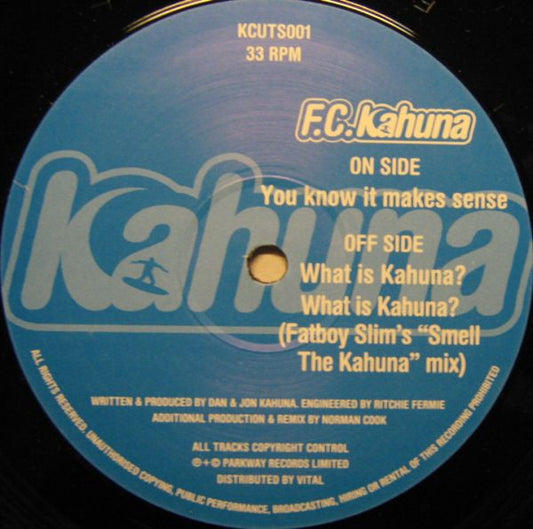 KCUTS001
33 RPM
F.C.Kahuna
ON SIDE
You know it makes sense
Kahuna
OFF SIDE
What is Kahuna?
What is Kahuna?
(Fatboy Slim's "Smell
The Kahuna" mix)
WRITTEN & PRODUCED BY DAN & JON KAHUNA. ENGINEERED BY RITCHIE FERMIE
ADDITIONAL PRODUCTION & REMIX BY NORMAN COOK
ALL TRACKS COPYRIGHT CONTROL
℗+© PARKWAY RECORDS LIMITED
DISTRIBUTED BY VITAL
ALL RIGHTS RESERVED. UNAUTHORISED COPYING, PUBLIC PERFORMANCE, BROADCASTING, HIRING OR RENTAL OF THIS RECORDING PROHIBITED